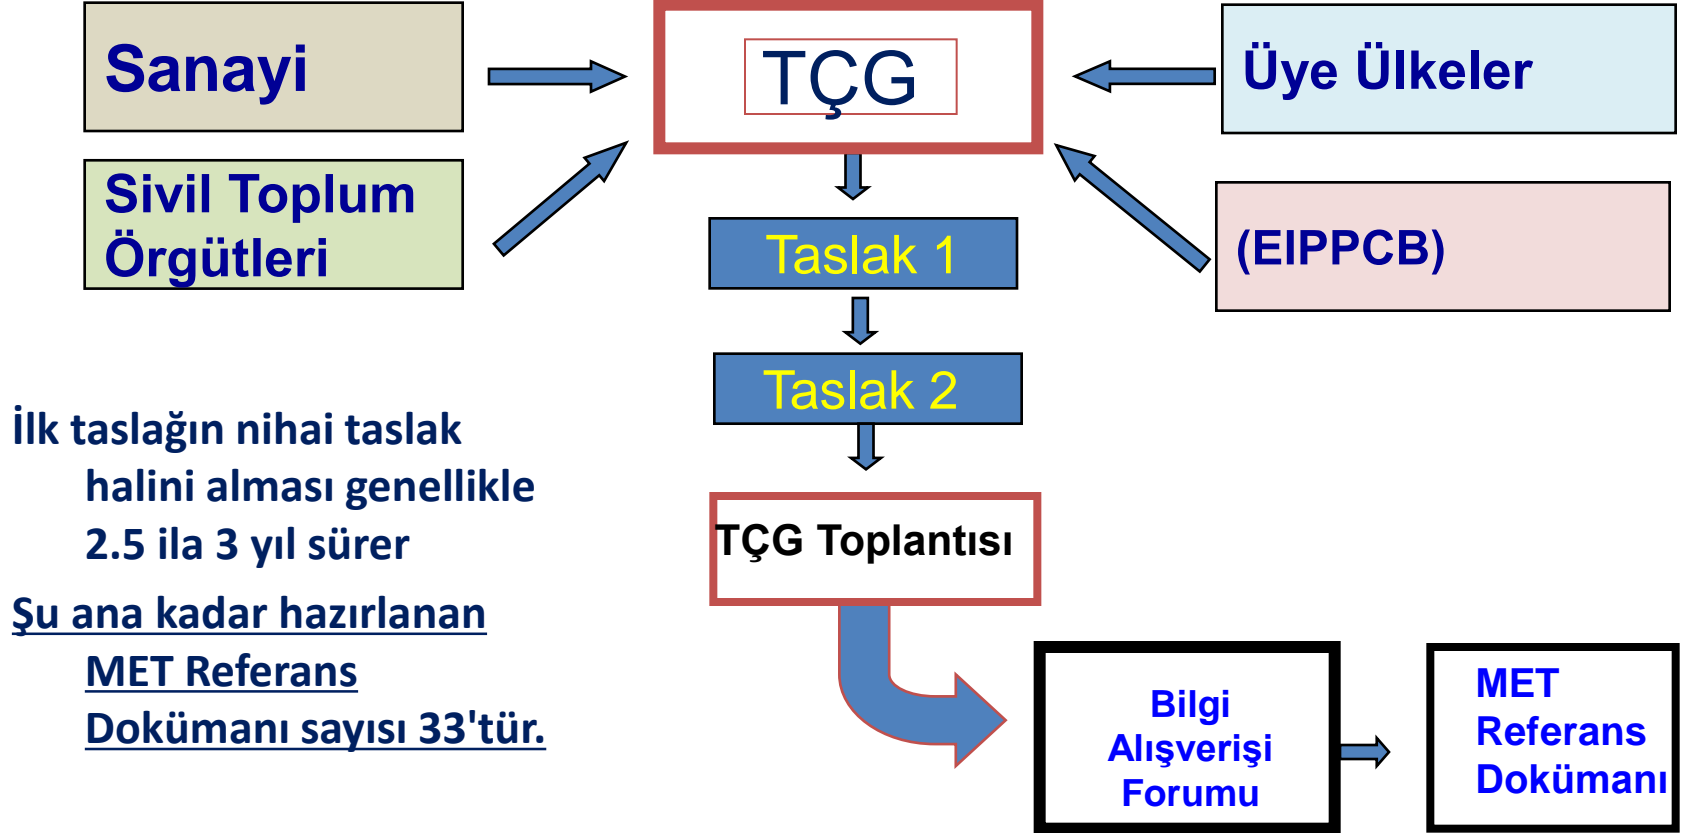 Sanayi
TÇG
Üye Ülkeler
Sivil Toplum
Örgütleri
(EIPPCB)
Taslak 1
Taslak 2
İlk taslağın nihai taslak
halini alması genellikle
2.5 ila 3 yıl sürer
Şu ana kadar hazırlanan
MET Referans
Dokümanı sayısı 33'tür.
TÇG Toplantısı
Bilgi
Alışverişi
Forumu
MET
Referans
Dokümanı